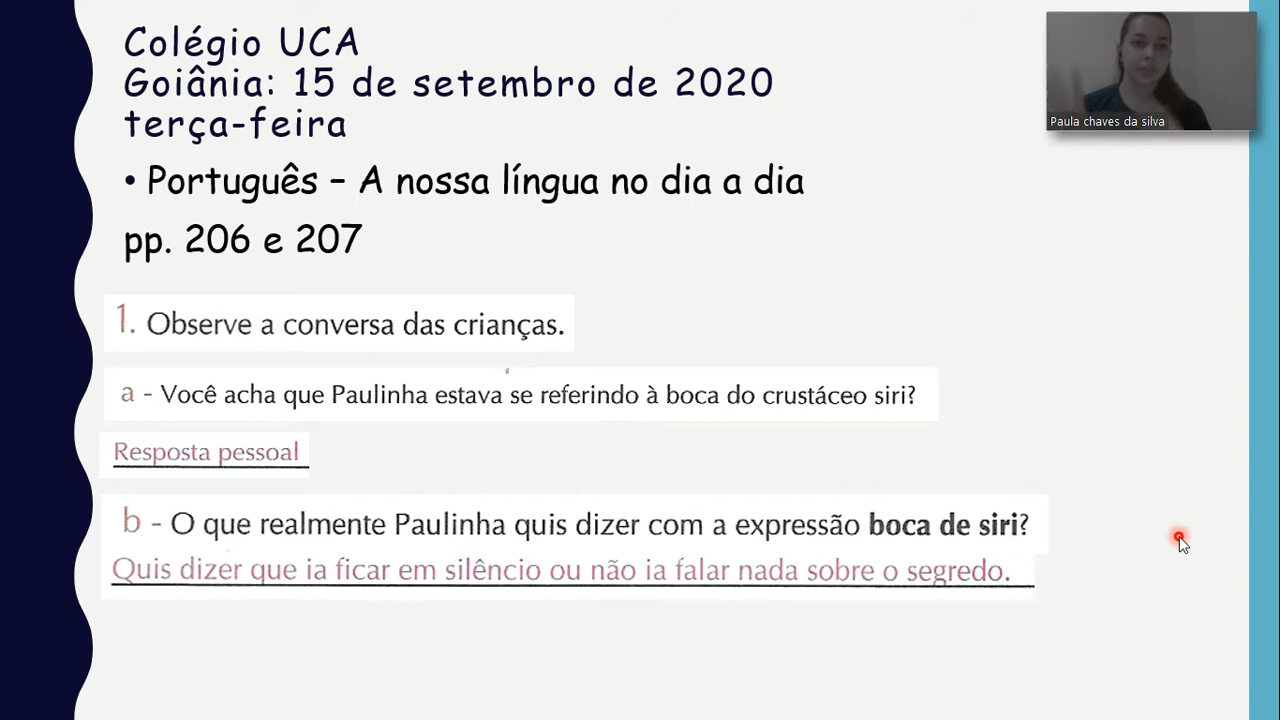 Colégio UCA
Goiânia: 15 de setembro de 2020
terça-feira
Paula chaves da silva
• Português – A nossa língua no dia a dia
pp. 206 e 207
1. Observe a conversa das crianças.
a - Você acha que Paulinha estava se referindo à boca do crustáceo siri?
Resposta pessoal
b - O que realmente Paulinha quis dizer com a expressão boca de siri?
Quis dizer que ia ficar em silêncio ou não ia falar nada sobre o segredo.